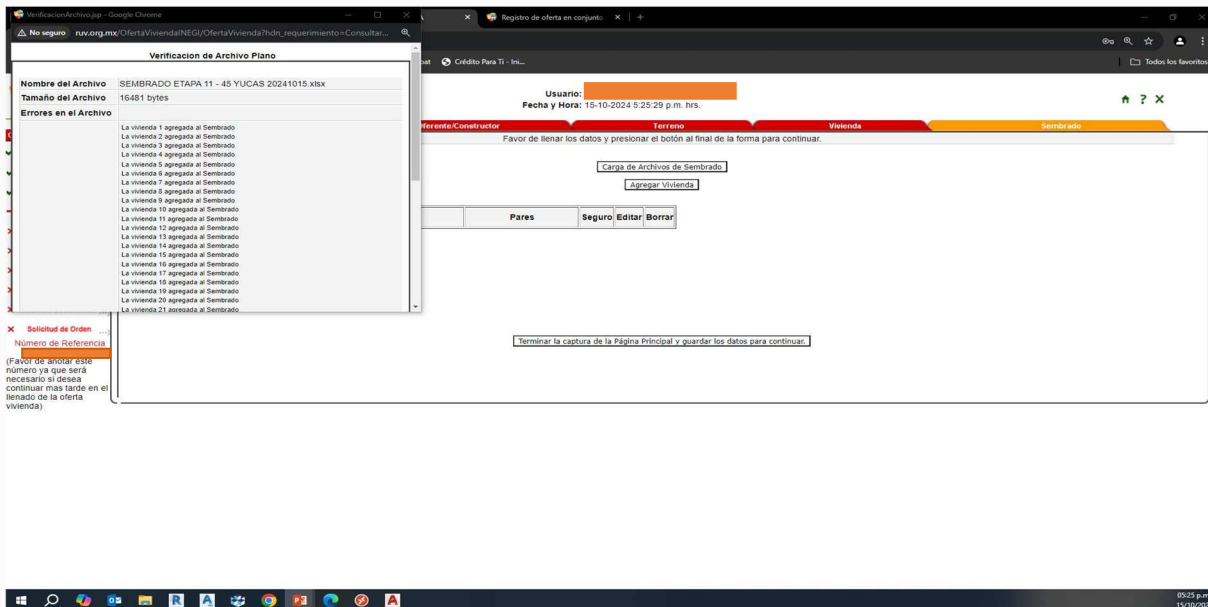 VerificacionArchivo.jsp - Google Chrome
Registro de oferta en conjunto
No seguro ruv.org.mx/OfertaViviendaINEGI/OfertaVivienda?hdn_requerimiento=Consultar...
Crédito Para Ti - Ini...
Todos los favoritos
Verificacion de Archivo Plano
Nombre del Archivo SEMBRADO ETAPA 11 - 45 YUCAS 20241015.xlsx
Tamaño del Archivo 16481 bytes
Errores en el Archivo
La vivienda 1 agregada al Sembrado
La vivienda 3 agregada al Sembrado
La vivienda 4 agregada al Sembrado
La vivienda 5 agregada al Sembrado
La vivienda 6 agregada al Sembrado
La vivienda 7 agregada al Sembrado
La vivienda 2 agregada al Sembrado
La vivienda 8 agregada al Sembrado
La vivienda 9 agregada al Sembrado
La vivienda 10 agregada al Sembrado
La vivienda 11 agregada al Sembrado
La vivienda 12 agregada al Sembrado
La vivienda 13 agregada al Sembrado
La vivienda 14 agregada al Sembrado
La vivienda 15 agregada al Sembrado
La vivienda 16 agregada al Sembrado
La vivienda 17 agregada al Sembrado
La vivienda 18 agregada al Sembrado
La vivienda 19 agregada al Sembrado
La vivienda 20 agregada al Sembrado
La vivienda 21 agregada al Sembrado
Usuario:
Fecha y Hora: 15-10-2024 5:25:29 p.m. hrs.
ferente/Constructor Terreno Vivienda Sembrado
Favor de llenar los datos y presionar el botón al final de la forma para continuar.
Carga de Archivos de Sembrado
Agregar Vivienda
Pares Seguro Editar Borrar
Terminar la captura de la Página Principal y guardar los datos para continuar.
Solicitud de Orden ...
Número de Referencia
(Favor de anotar este
número ya que será
necesario si desea
continuar mas tarde en el
llenado de la oferta
vivienda)
05:25 p.m
15/10/202